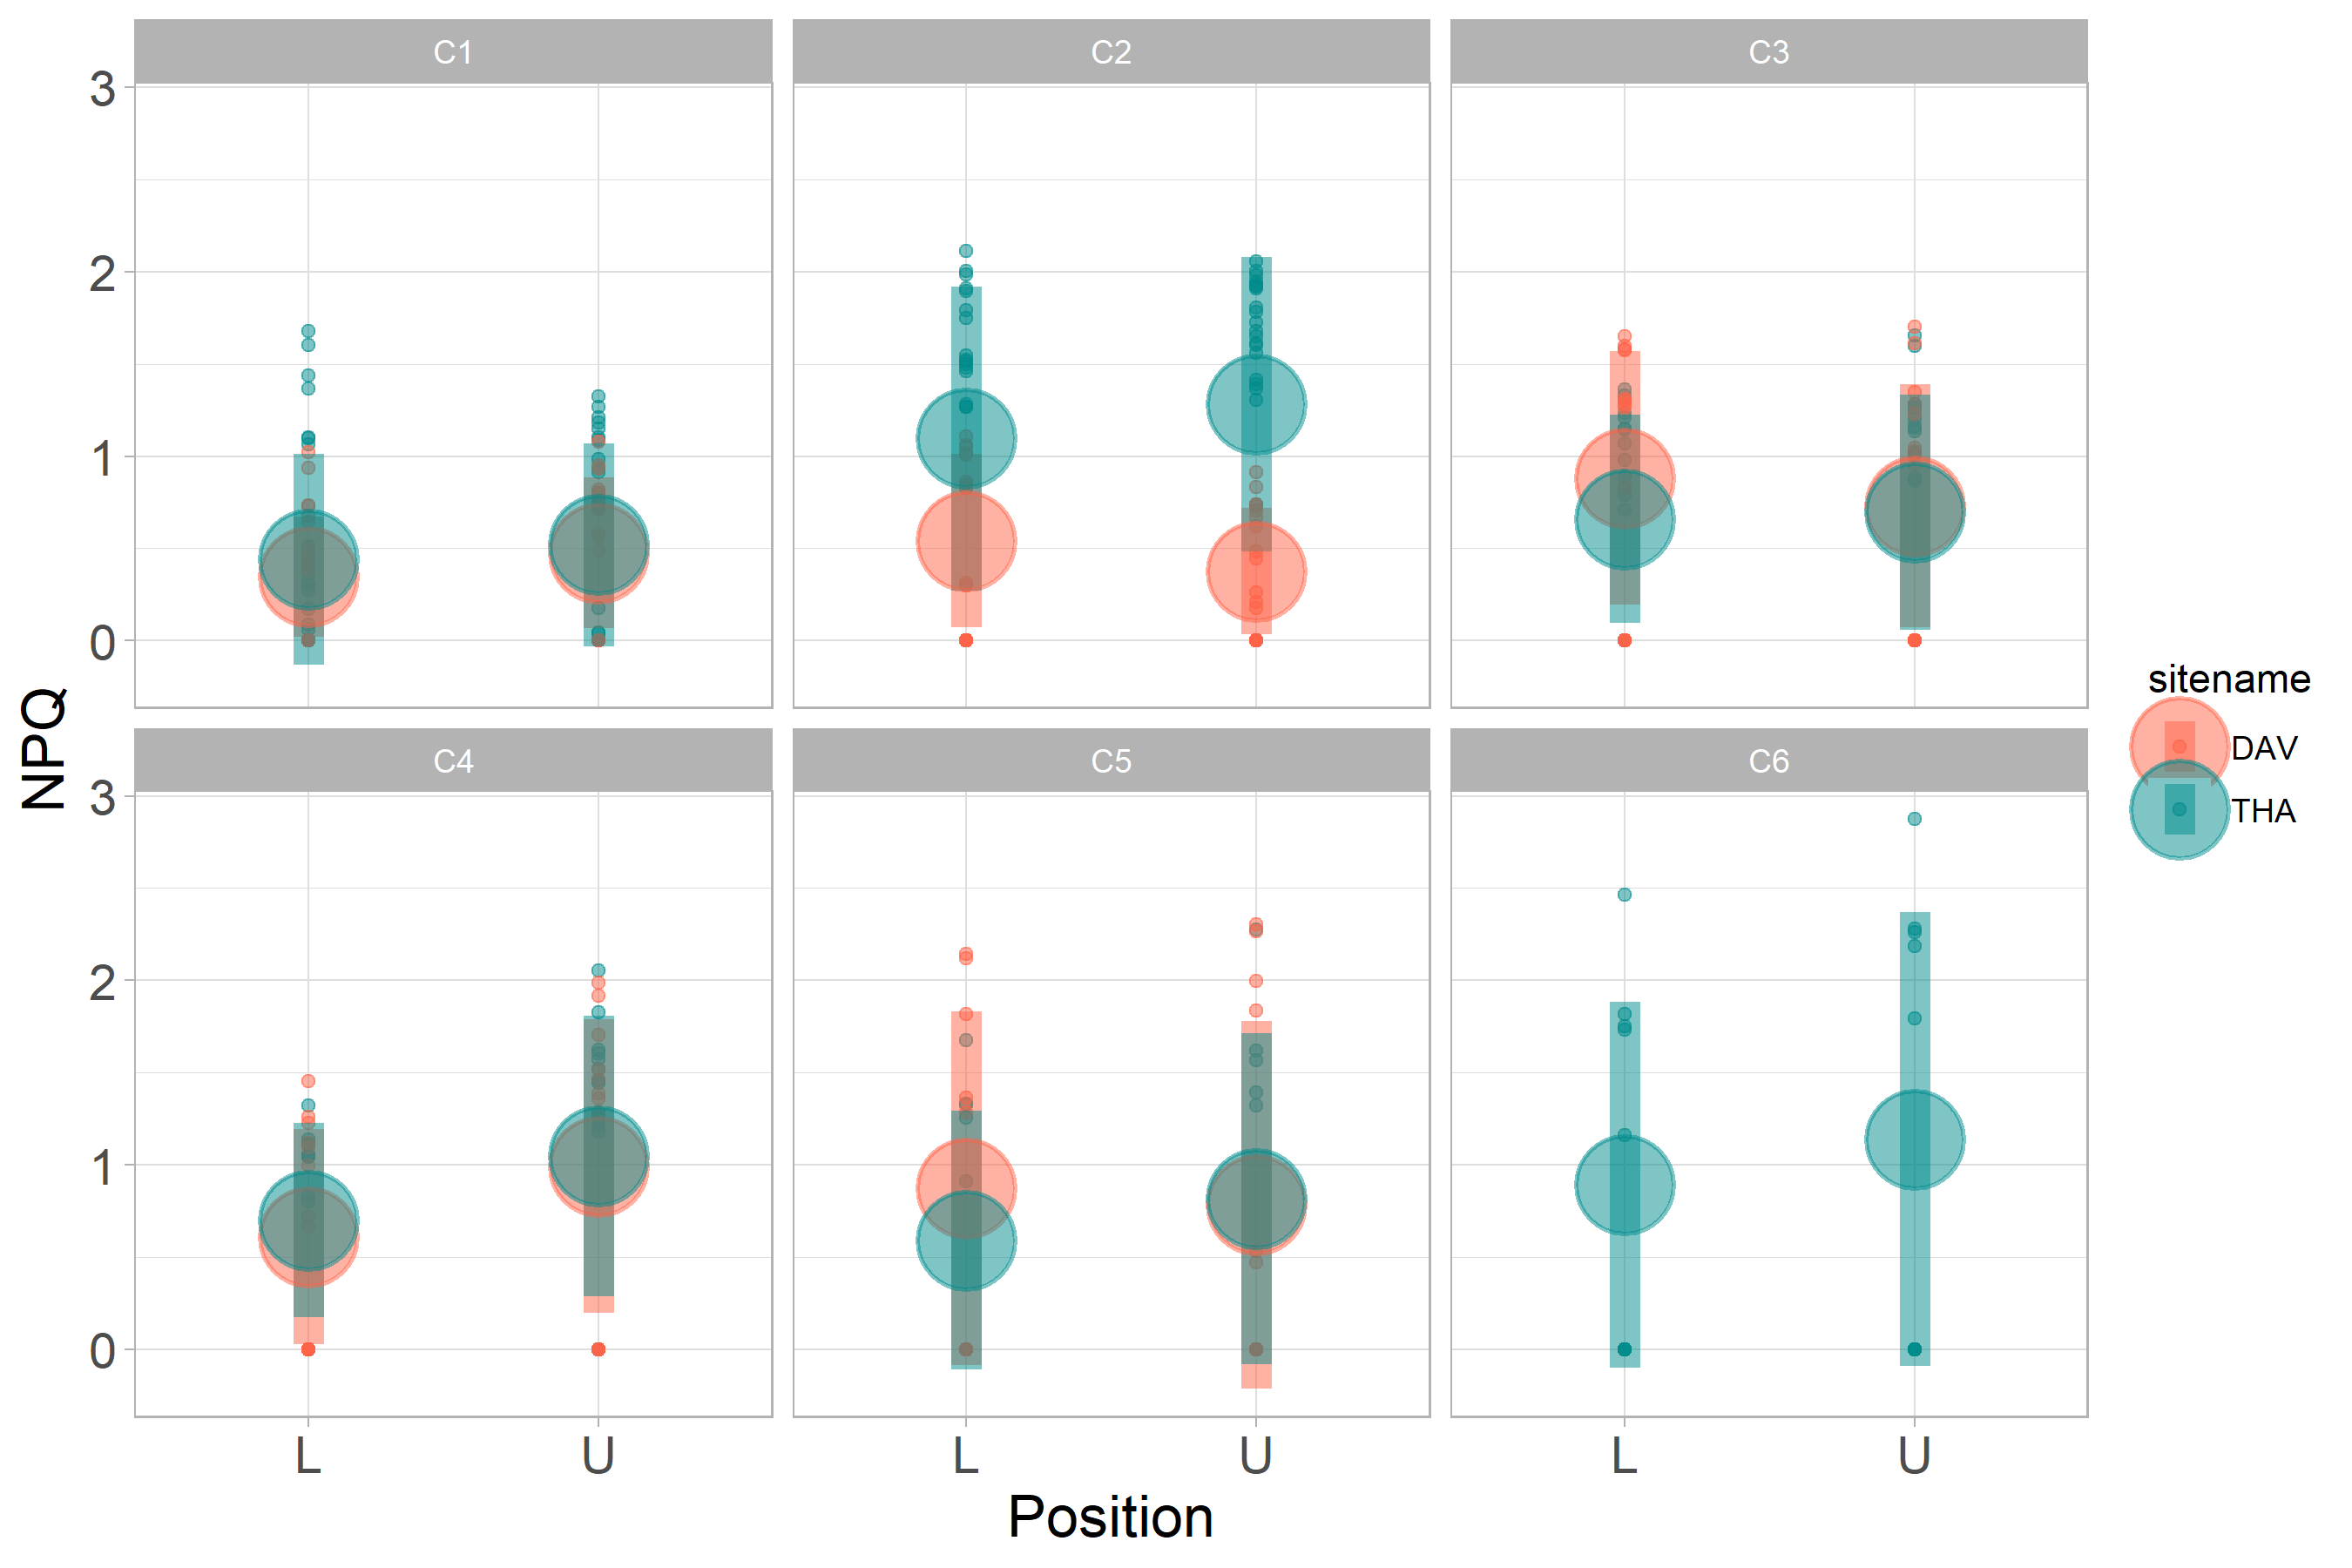 C1 C2 C3
3
2
1
0
NPQ
C4 C5 C6
3
2
1
0
L U L U L U
Position
sitename
DAV
THA